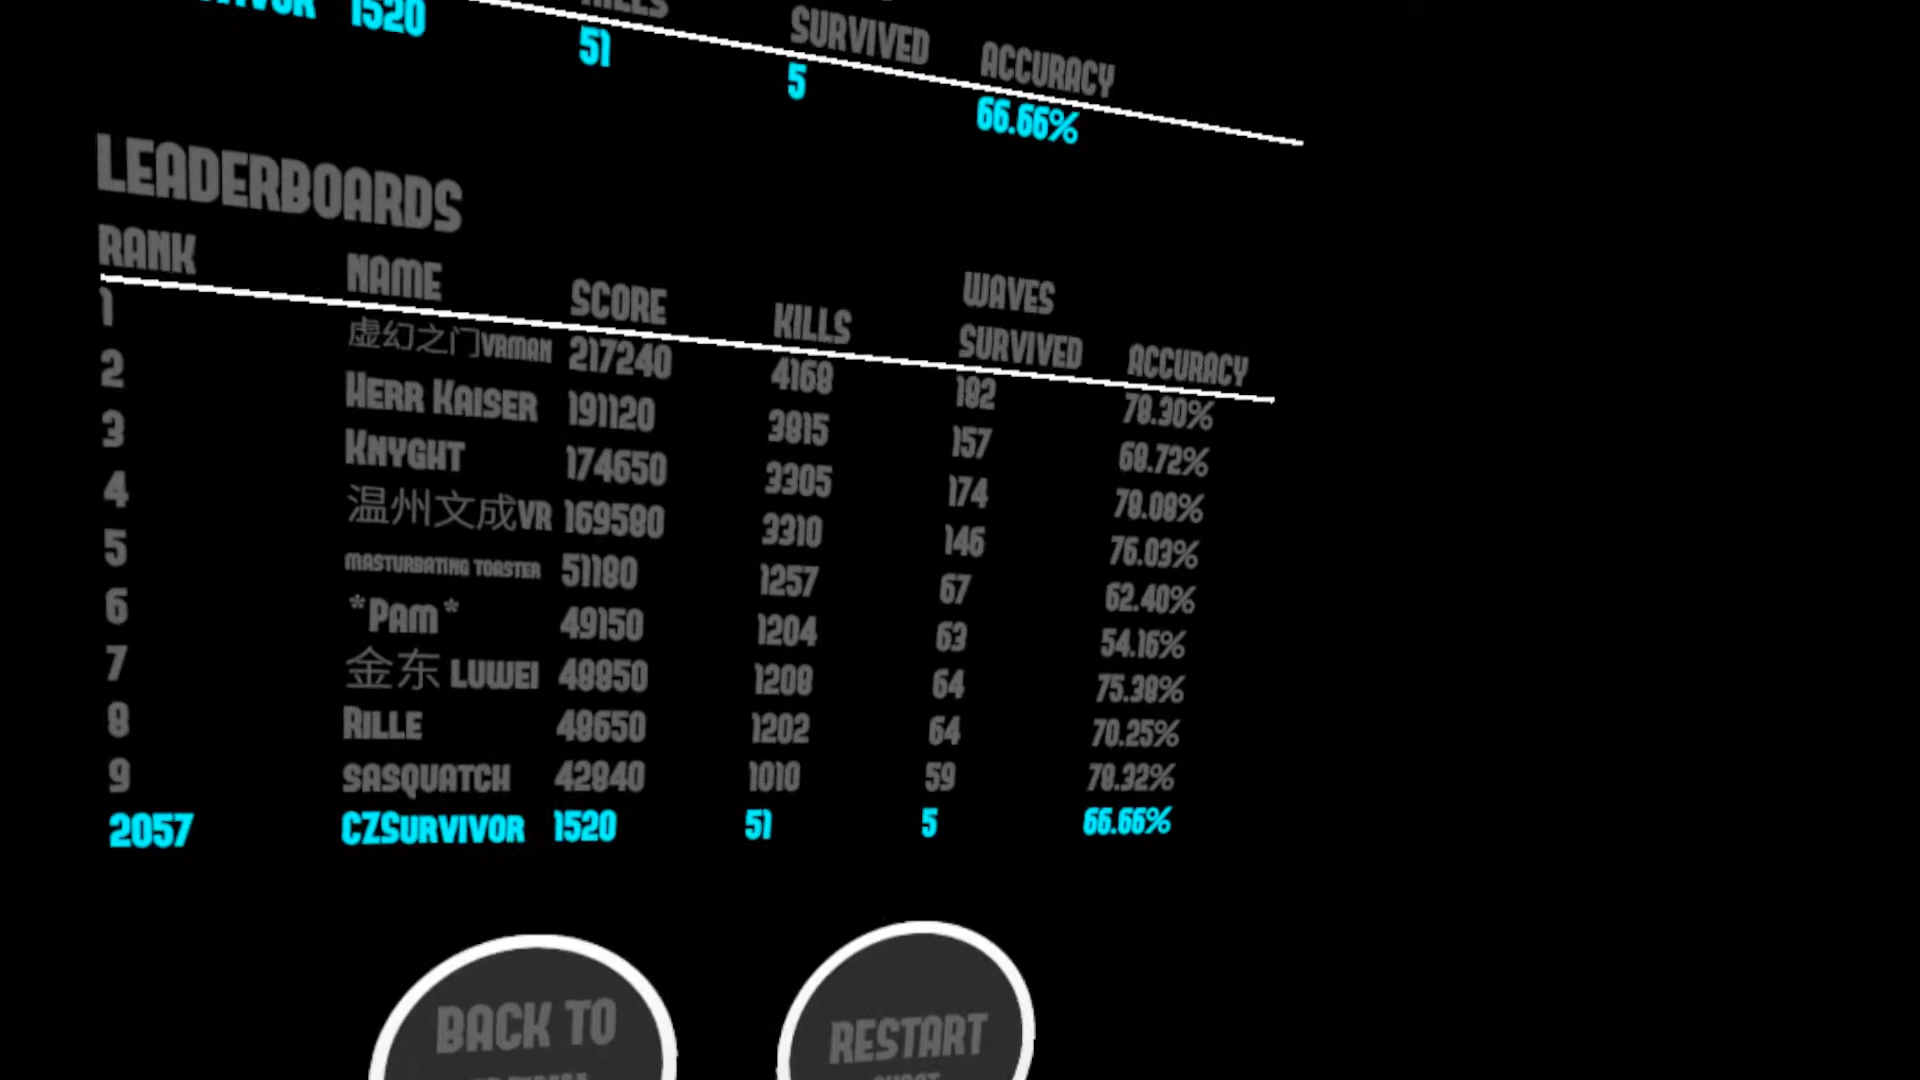 1520 51 5 66.66%
SURVIVED ACCURACY
LEADERBOARDS
RANK NAME SCORE KILLS WAVES SURVIVED ACCURACY
1 虚幻之门VRMAN 217240 4168 182 78.30%
2 HERR KAISER 191120 3815 157 68.72%
3 KNYGHT 174650 3305 174 78.08%
4 温州文成VR 169580 3310 146 76.03%
5 MASTURBATING TOASTER 51180 1257 67 62.40%
6 *PAM* 49150 1204 63 54.16%
7 金东 LUWEI 48850 1208 64 75.38%
8 RILLE 48650 1202 64 70.25%
9 SASQUATCH 42840 1010 59 78.32%
2057 CZSURVIVOR 1520 51 5 66.66%
BACK TO
RESTART